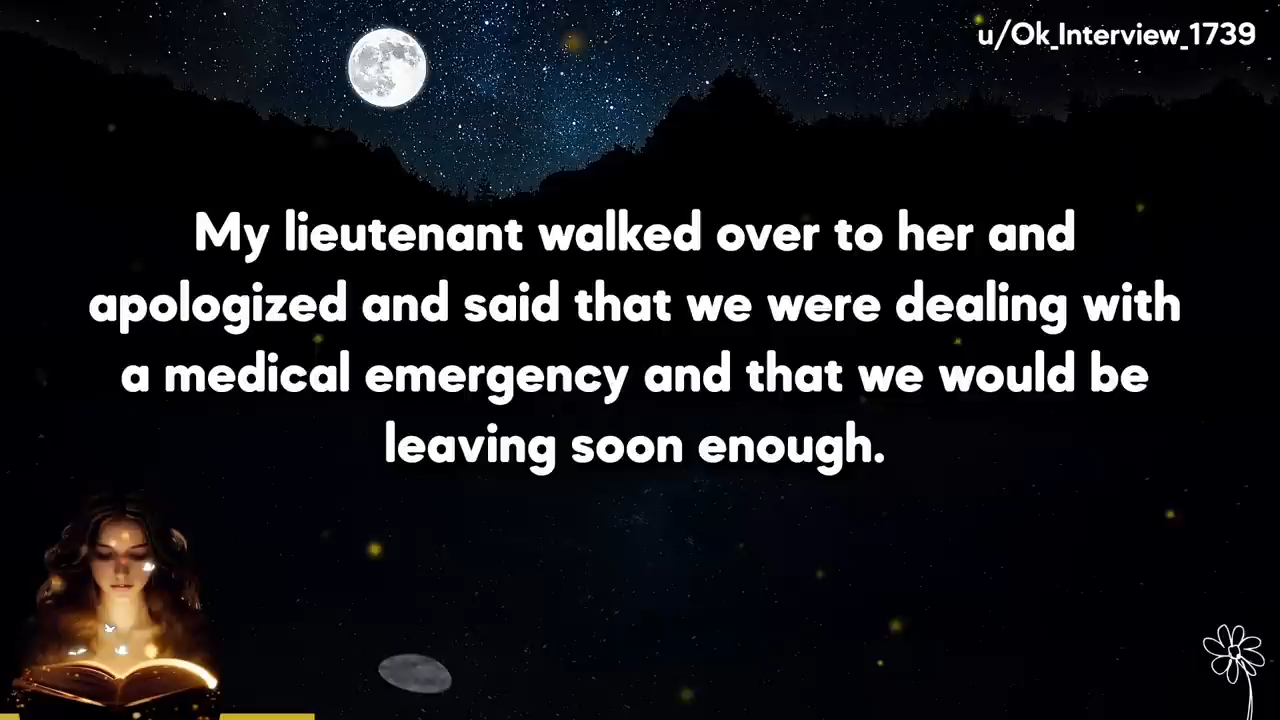 u/Ok_Interview_1739
My lieutenant walked over to her and
apologized and said that we were dealing with
a medical emergency and that we would be
leaving soon enough.